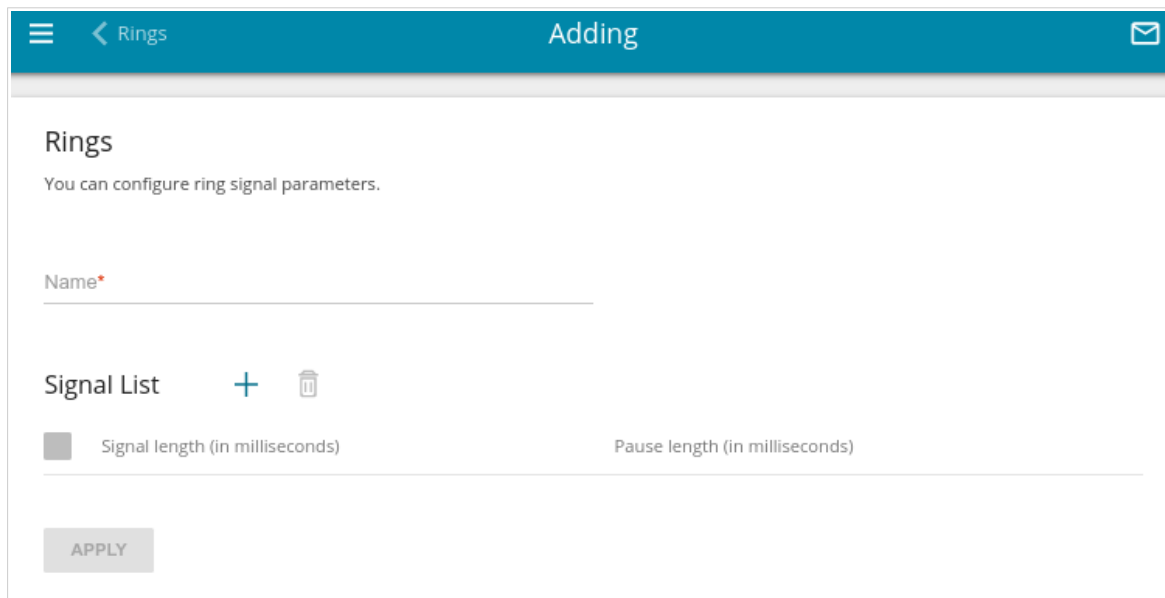 Rings
Adding
Rings
You can configure ring signal parameters.
Name*
Signal List
Signal length (in milliseconds)
Pause length (in milliseconds)
APPLY